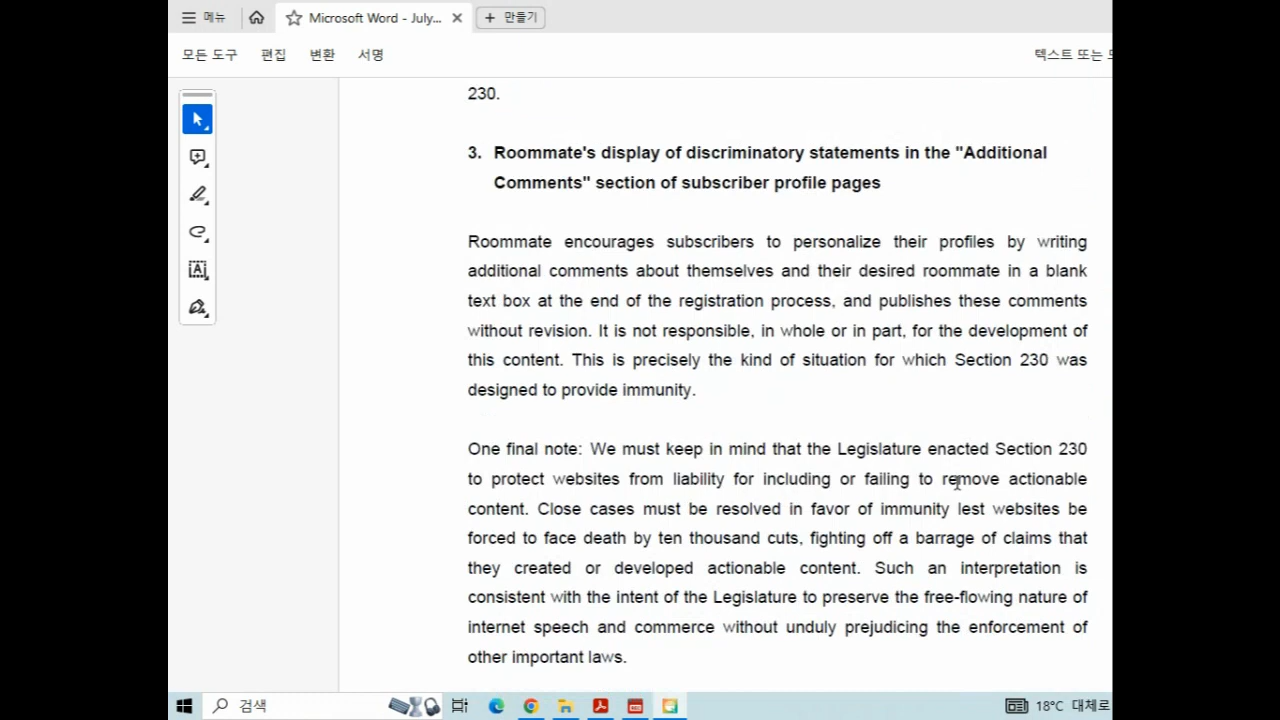 메뉴
Microsoft Word - July...
만들기
모든 도구 편집 변환 서명
텍스트 또는
230.
3. Roommate's display of discriminatory statements in the "Additional
Comments" section of subscriber profile pages
Roommate encourages subscribers to personalize their profiles by writing
additional comments about themselves and their desired roommate in a blank
text box at the end of the registration process, and publishes these comments
without revision. It is not responsible, in whole or in part, for the development of
this content. This is precisely the kind of situation for which Section 230 was
designed to provide immunity.
One final note: We must keep in mind that the Legislature enacted Section 230
to protect websites from liability for including or failing to remove actionable
content. Close cases must be resolved in favor of immunity lest websites be
forced to face death by ten thousand cuts, fighting off a barrage of claims that
they created or developed actionable content. Such an interpretation is
consistent with the intent of the Legislature to preserve the free-flowing nature of
internet speech and commerce without unduly prejudicing the enforcement of
other important laws.
검색
18°C 대체로